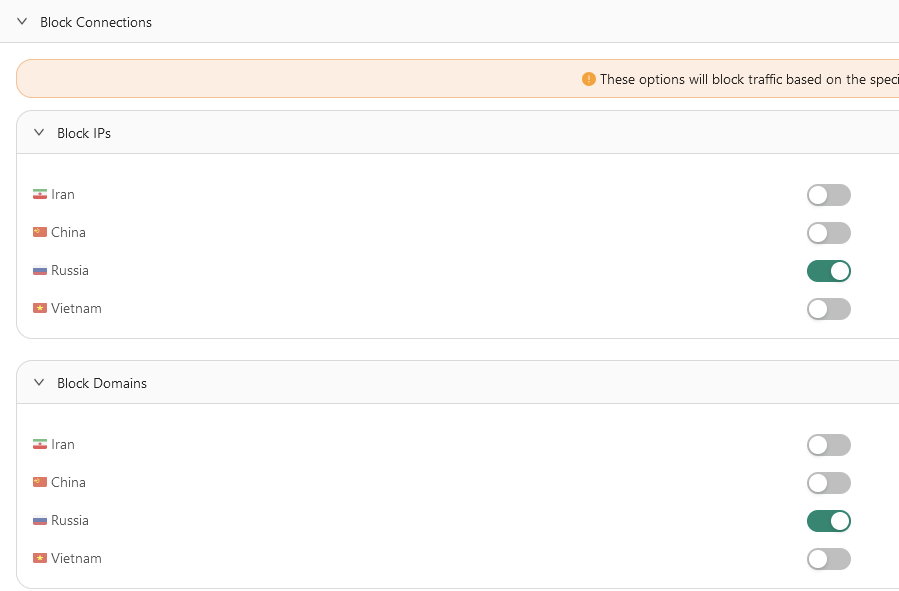 Block Connections
These options will block traffic based on the speci
Block IPs
Iran
China
Russia
Vietnam
Block Domains
Iran
China
Russia
Vietnam